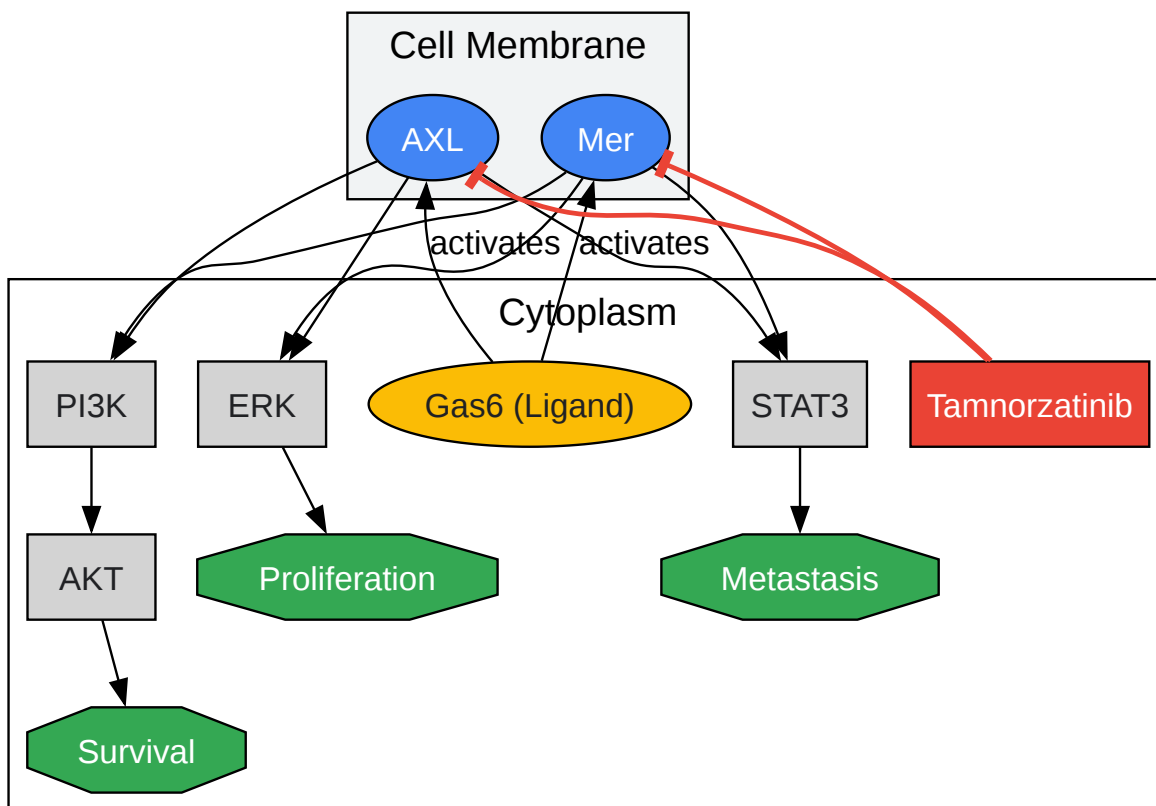 Cell Membrane
AXL
Mer
activates
activates
Cytoplasm
PI3K
ERK
Gas6 (Ligand)
STAT3
Tamnorzatinib
AKT
Proliferation
Metastasis
Survival